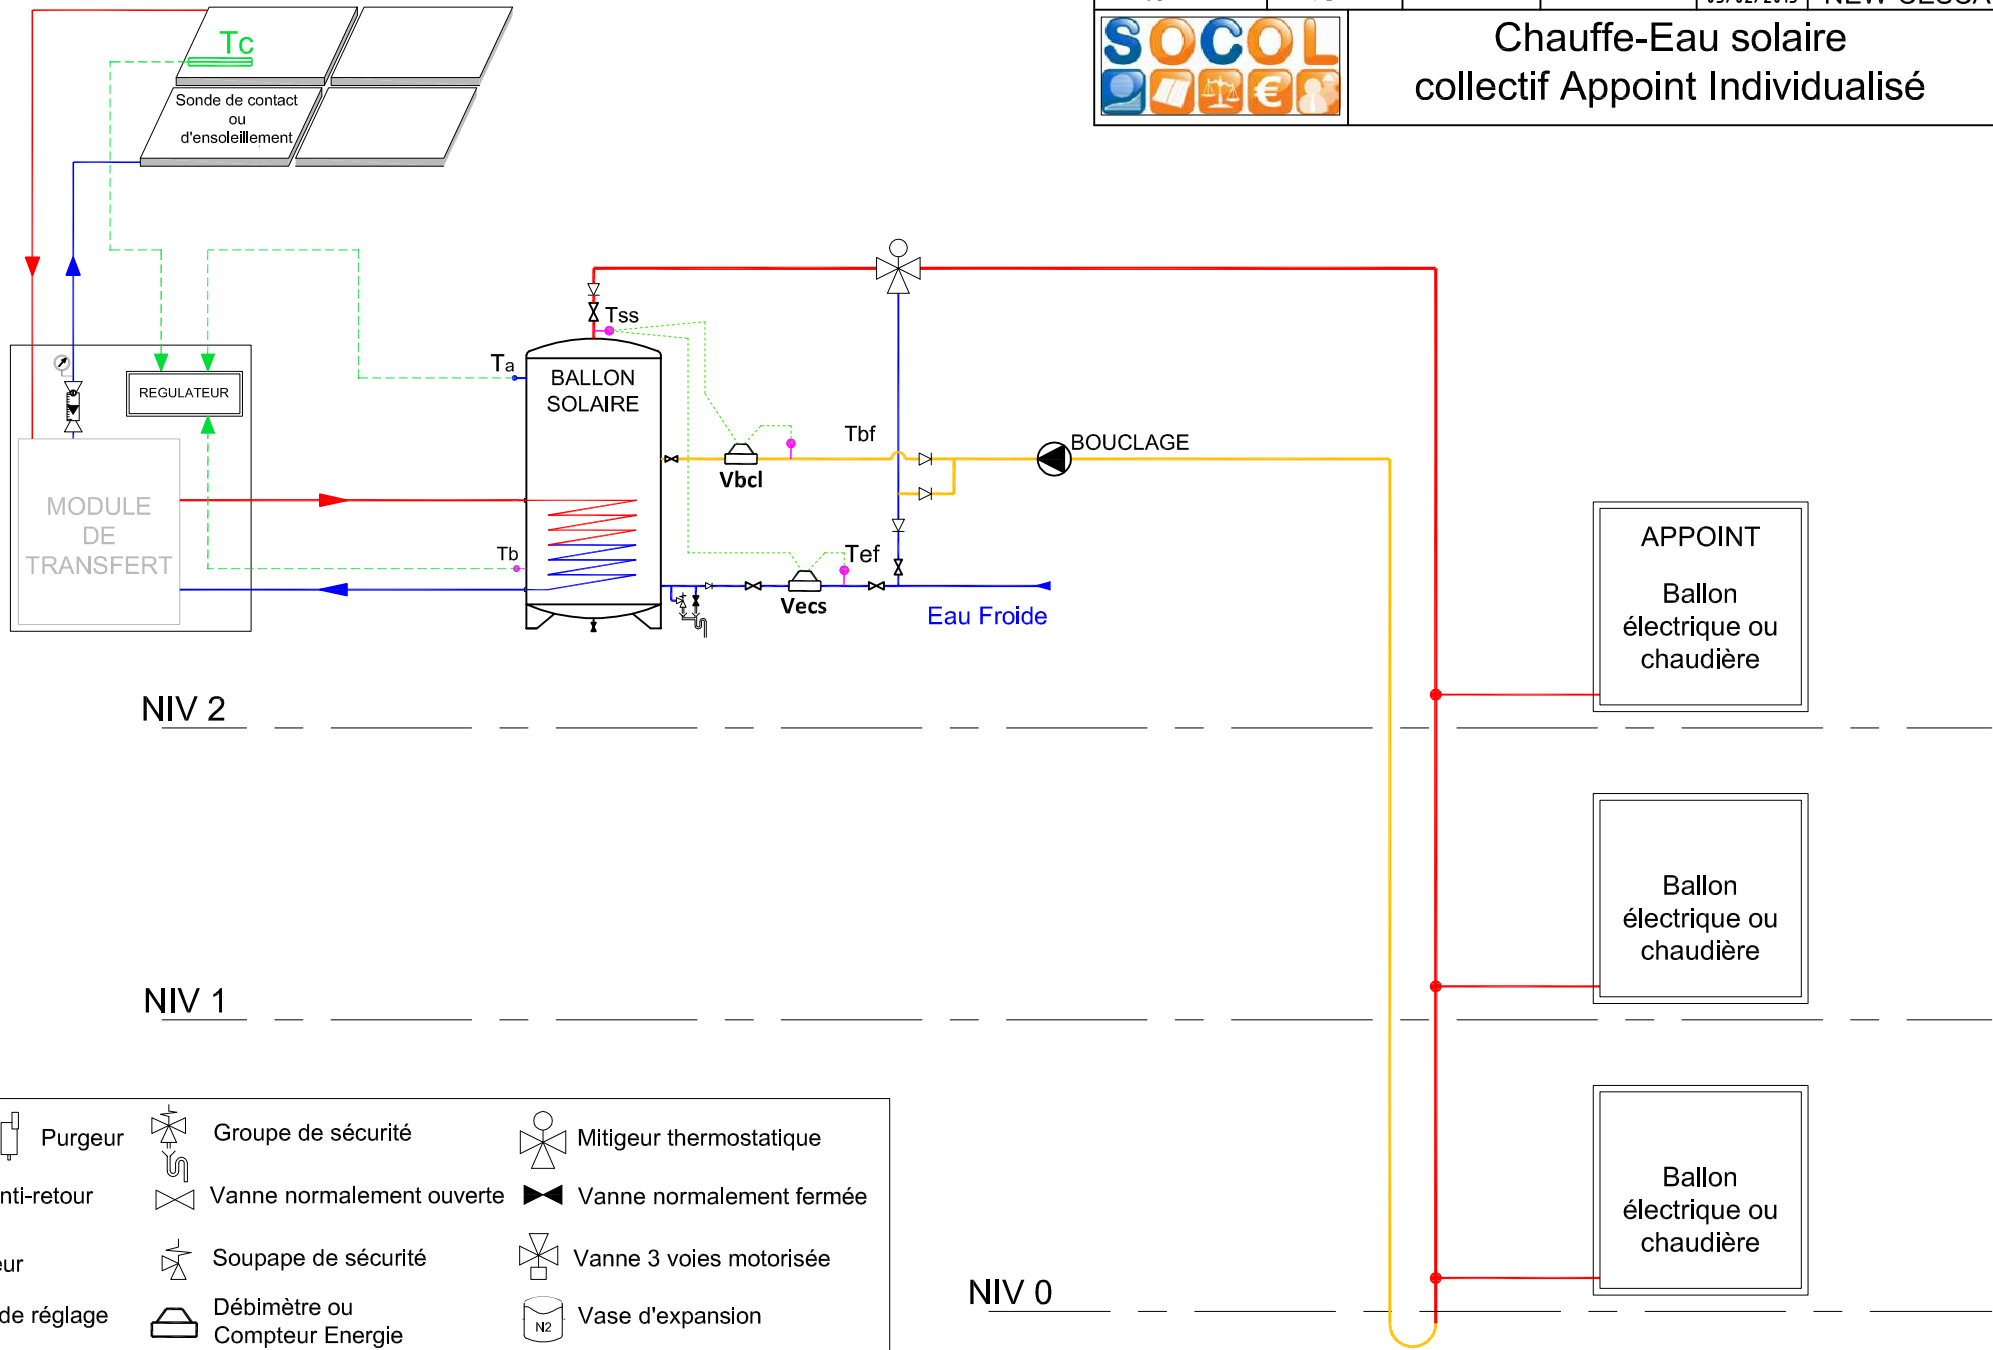 SOCOL
Chauffe-Eau solaire
collectif Appoint Individualisé
Tc
Sonde de contact
ou
d'ensoleillement
REGULATEUR
MODULE
DE
TRANSFERT
Ta
Tss
BALLON
SOLAIRE
Tb
Vbcl
Tbf
BOUCLAGE
Vecs
Tef
Eau Froide
APPOINT
Ballon
électrique ou
chaudière
NIV 2
Ballon
électrique ou
chaudière
NIV 1
Ballon
électrique ou
chaudière
NIV 0
Purgeur
Groupe de sécurité
Mitigeur thermostatique
nti-retour
Vanne normalement ouverte
Vanne normalement fermée
eur
Soupape de sécurité
Vanne 3 voies motorisée
de réglage
Débimètre ou
Compteur Energie
N2
Vase d'expansion